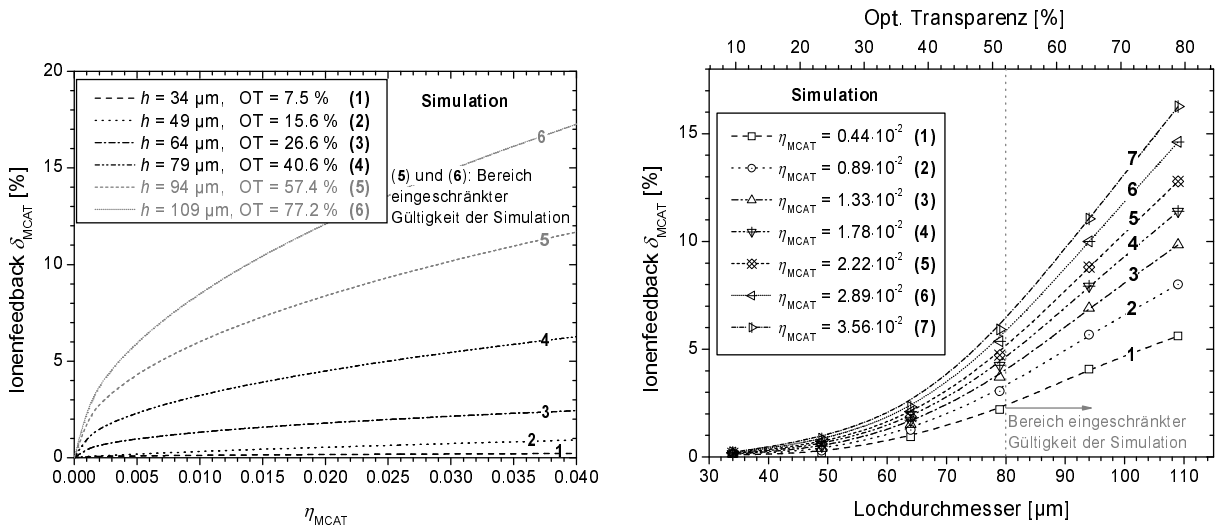 20
15
10
5
0
Ionenfeedback δMCAT [%]
h = 34 µm, OT = 7.5 % (1)
h = 49 µm, OT = 15.6 % (2)
h = 64 µm, OT = 26.6 % (3)
h = 79 µm, OT = 40.6 % (4)
h = 94 µm, OT = 57.4 % (5)
h = 109 µm, OT = 77.2 % (6)
Simulation
(5) und (6): Bereich
eingeschränkter
Gültigkeit der Simulation
6
5
4
3
2
1
0.000 0.005 0.010 0.015 0.020 0.025 0.030 0.035 0.040
ηMCAT
Opt. Transparenz [%]
10 20 30 40 50 60 70 80
15
10
5
0
Ionenfeedback δMCAT [%]
Simulation
ηMCAT = 0.44·10-2 (1)
ηMCAT = 0.89·10-2 (2)
ηMCAT = 1.33·10-2 (3)
ηMCAT = 1.78·10-2 (4)
ηMCAT = 2.22·10-2 (5)
ηMCAT = 2.89·10-2 (6)
ηMCAT = 3.56·10-2 (7)
7
6
5
4
3
2
1
Bereich eingeschränkter
Gültigkeit der Simulation
30 40 50 60 70 80 90 100 110
Lochdurchmesser [µm]